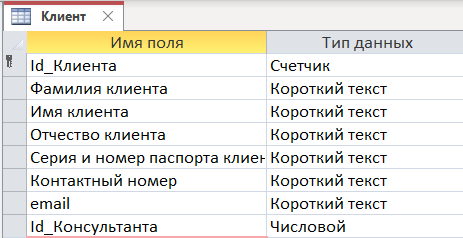 Клиент
Имя поля Тип данных
Id_Клиента Счетчик
Фамилия клиента Короткий текст
Имя клиента Короткий текст
Отчество клиента Короткий текст
Серия и номер паспорта клиен Короткий текст
Контактный номер Короткий текст
email Короткий текст
Id_Консультанта Числовой